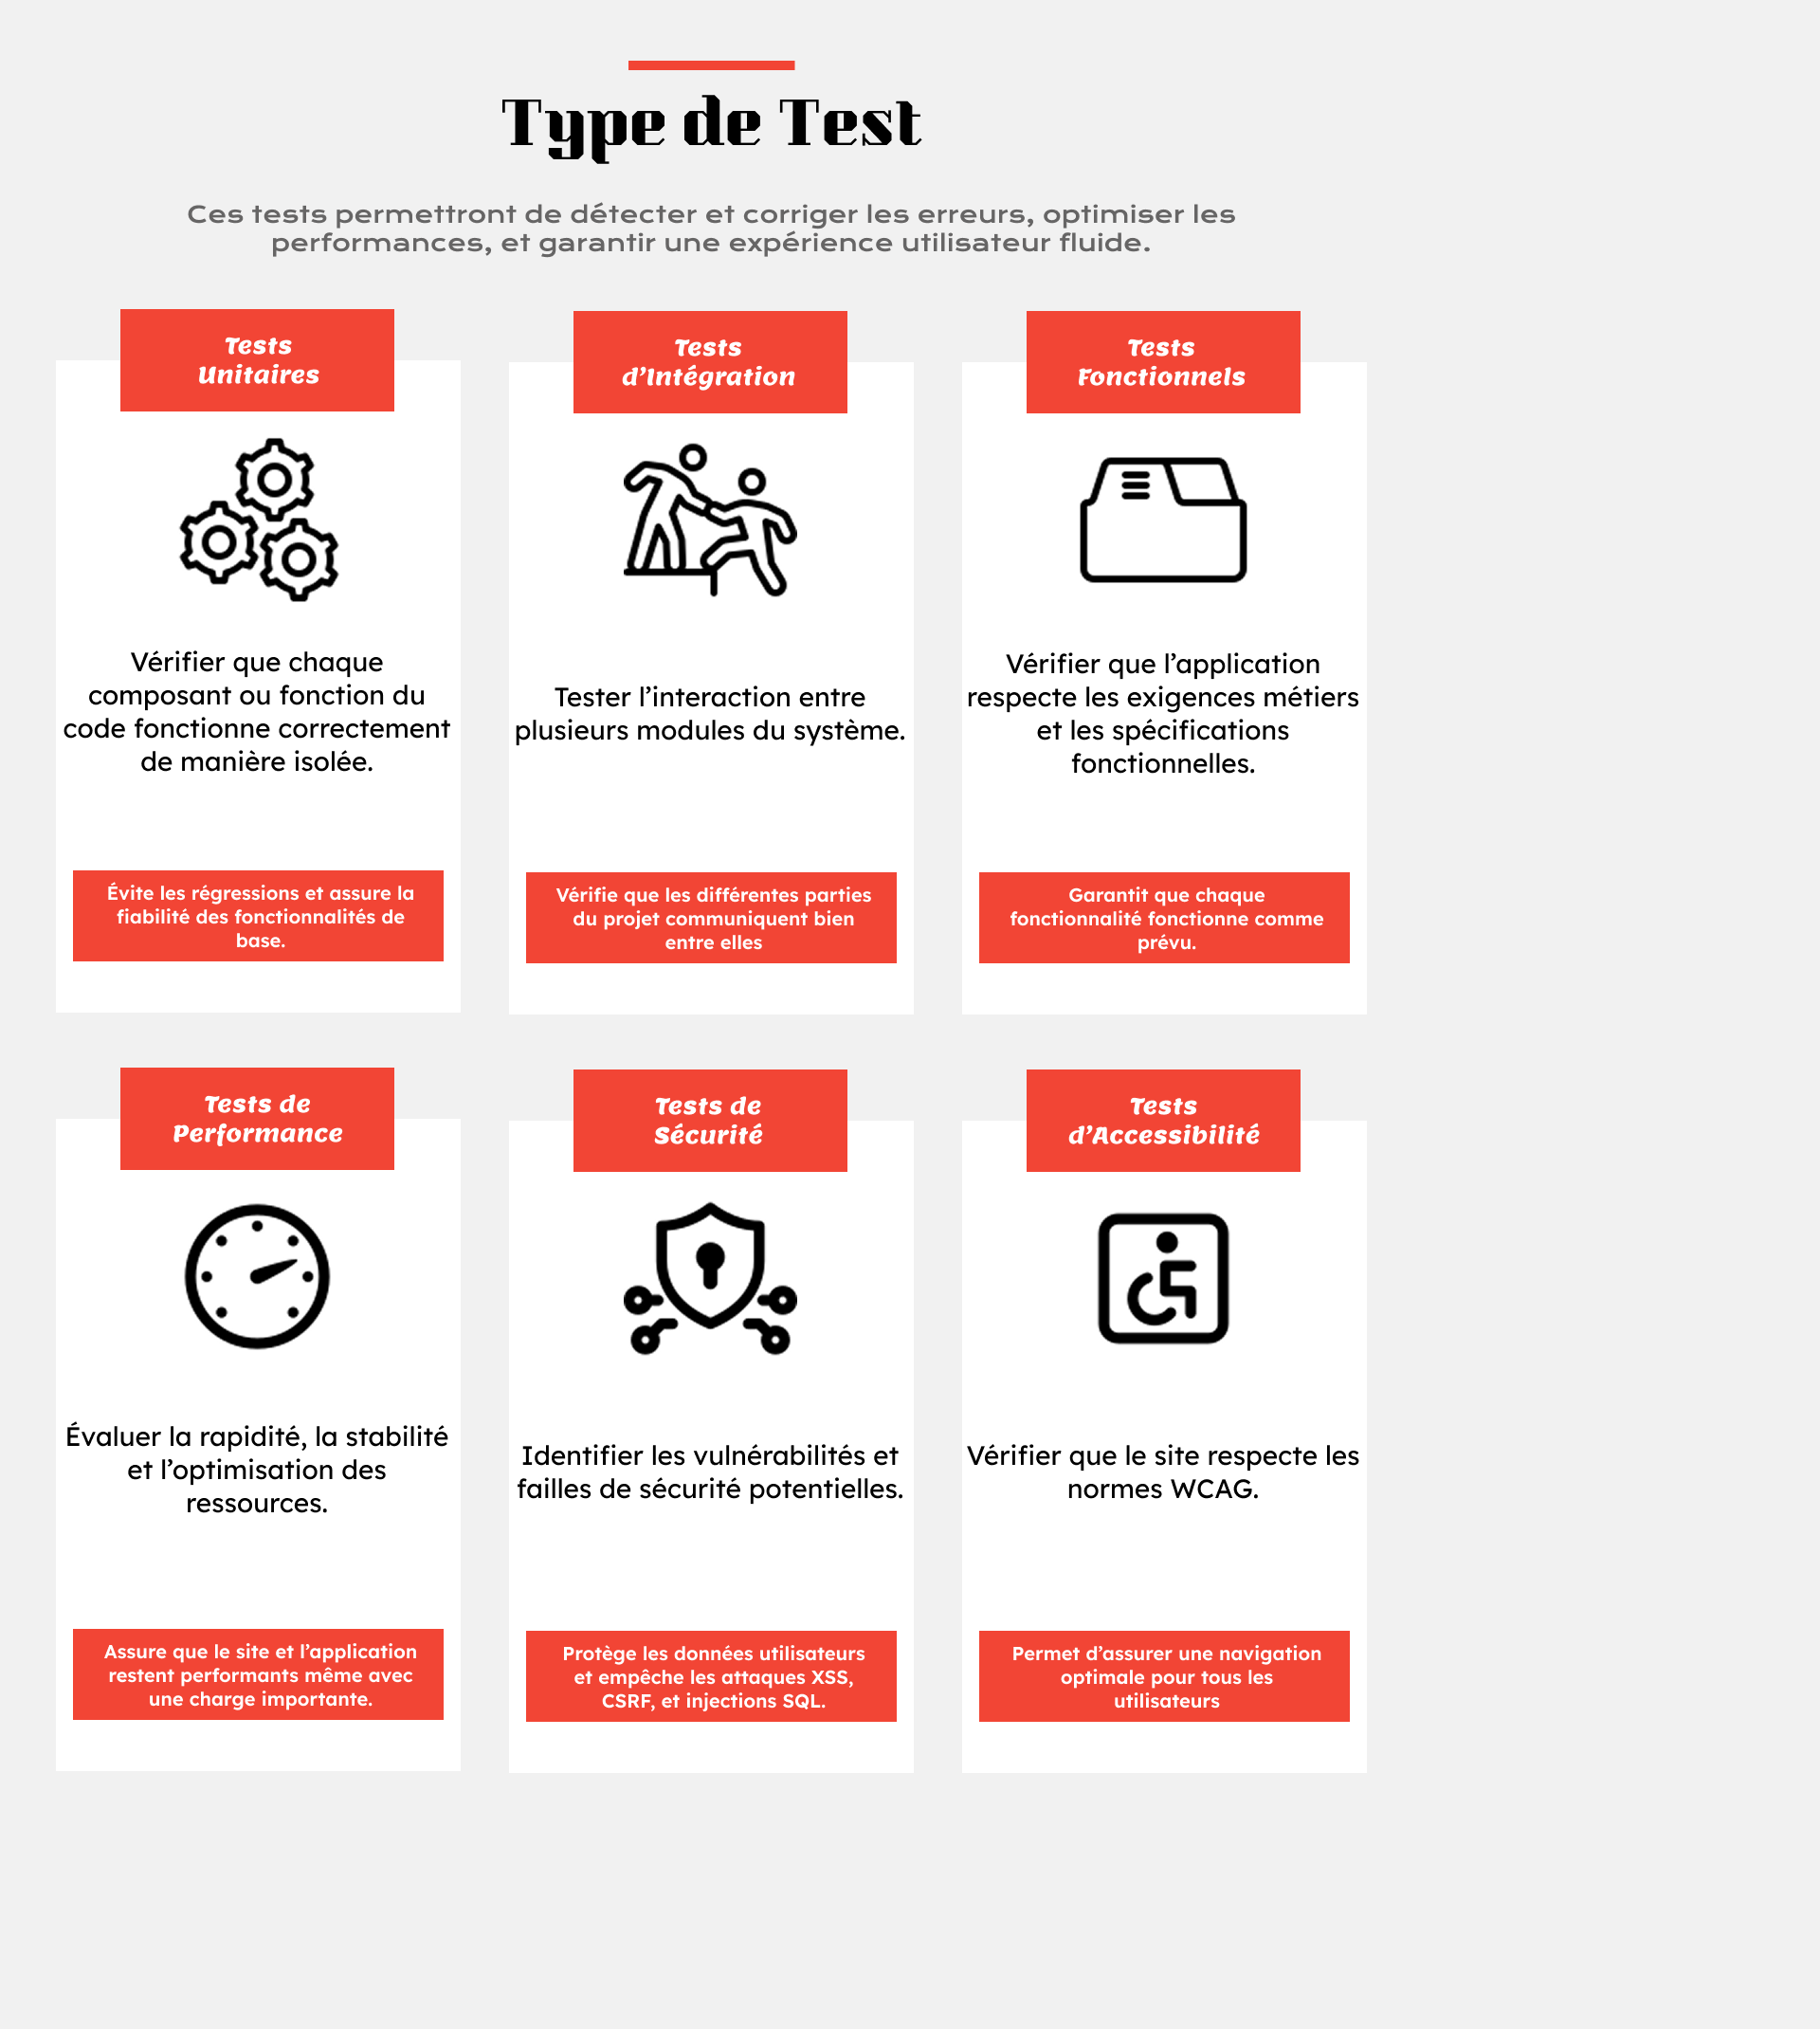 Type de Test
Ces tests permettront de détecter et corriger les erreurs, optimiser les
performances, et garantir une expérience utilisateur fluide.
Tests
Unitaires
Vérifier que chaque
composant ou fonction du
code fonctionne correctement
de manière isolée.
Évite les régressions et assure la
fiabilité des fonctionnalités de
base.
Tests
d’Intégration
Tester l’interaction entre
plusieurs modules du système.
Vérifie que les différentes parties
du projet communiquent bien
entre elles
Tests
Fonctionnels
Vérifier que l’application
respecte les exigences métiers
et les spécifications
fonctionnelles.
Garantit que chaque
fonctionnalité fonctionne comme
prévu.
Tests de
Performance
Évaluer la rapidité, la stabilité
et l’optimisation des
ressources.
Assure que le site et l’application
restent performants même avec
une charge importante.
Tests de
Sécurité
Identifier les vulnérabilités et
failles de sécurité potentielles.
Protège les données utilisateurs
et empêche les attaques XSS,
CSRF, et injections SQL.
Tests
d’Accessibilité
Vérifier que le site respecte les
normes WCAG.
Permet d’assurer une navigation
optimale pour tous les
utilisateurs